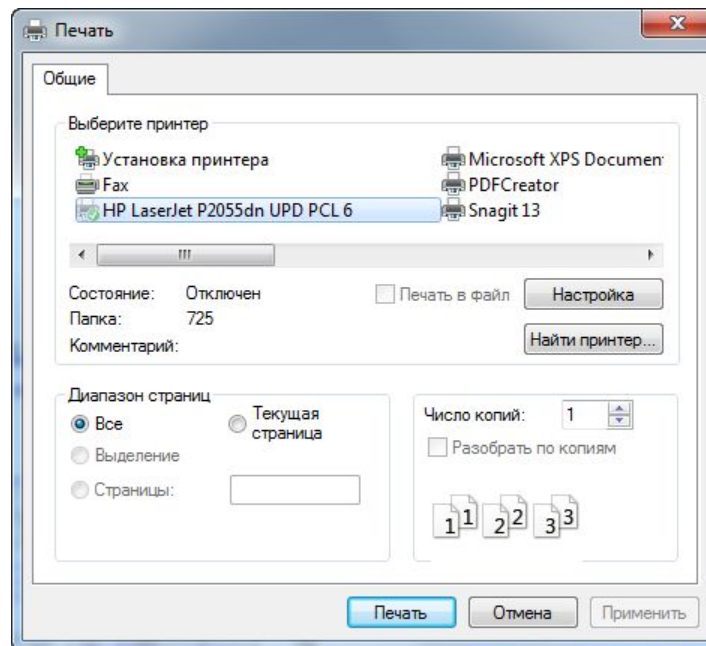 Печать
Общие
Выберите принтер
Установка принтера
Microsoft XPS Documen
Fax
PDFCreator
HP LaserJet P2055dn UPD PCL 6
Snagit 13
Состояние: Отключен
Печать в файл
Настройка
Папка: 725
Комментарий:
Найти принтер...
Диапазон страниц
Все
Текущая
страница
Выделение
Страницы:
Число копий: 1
Разобрать по копиям
1 1 2 2 3 3
Печать
Отмена
Применить